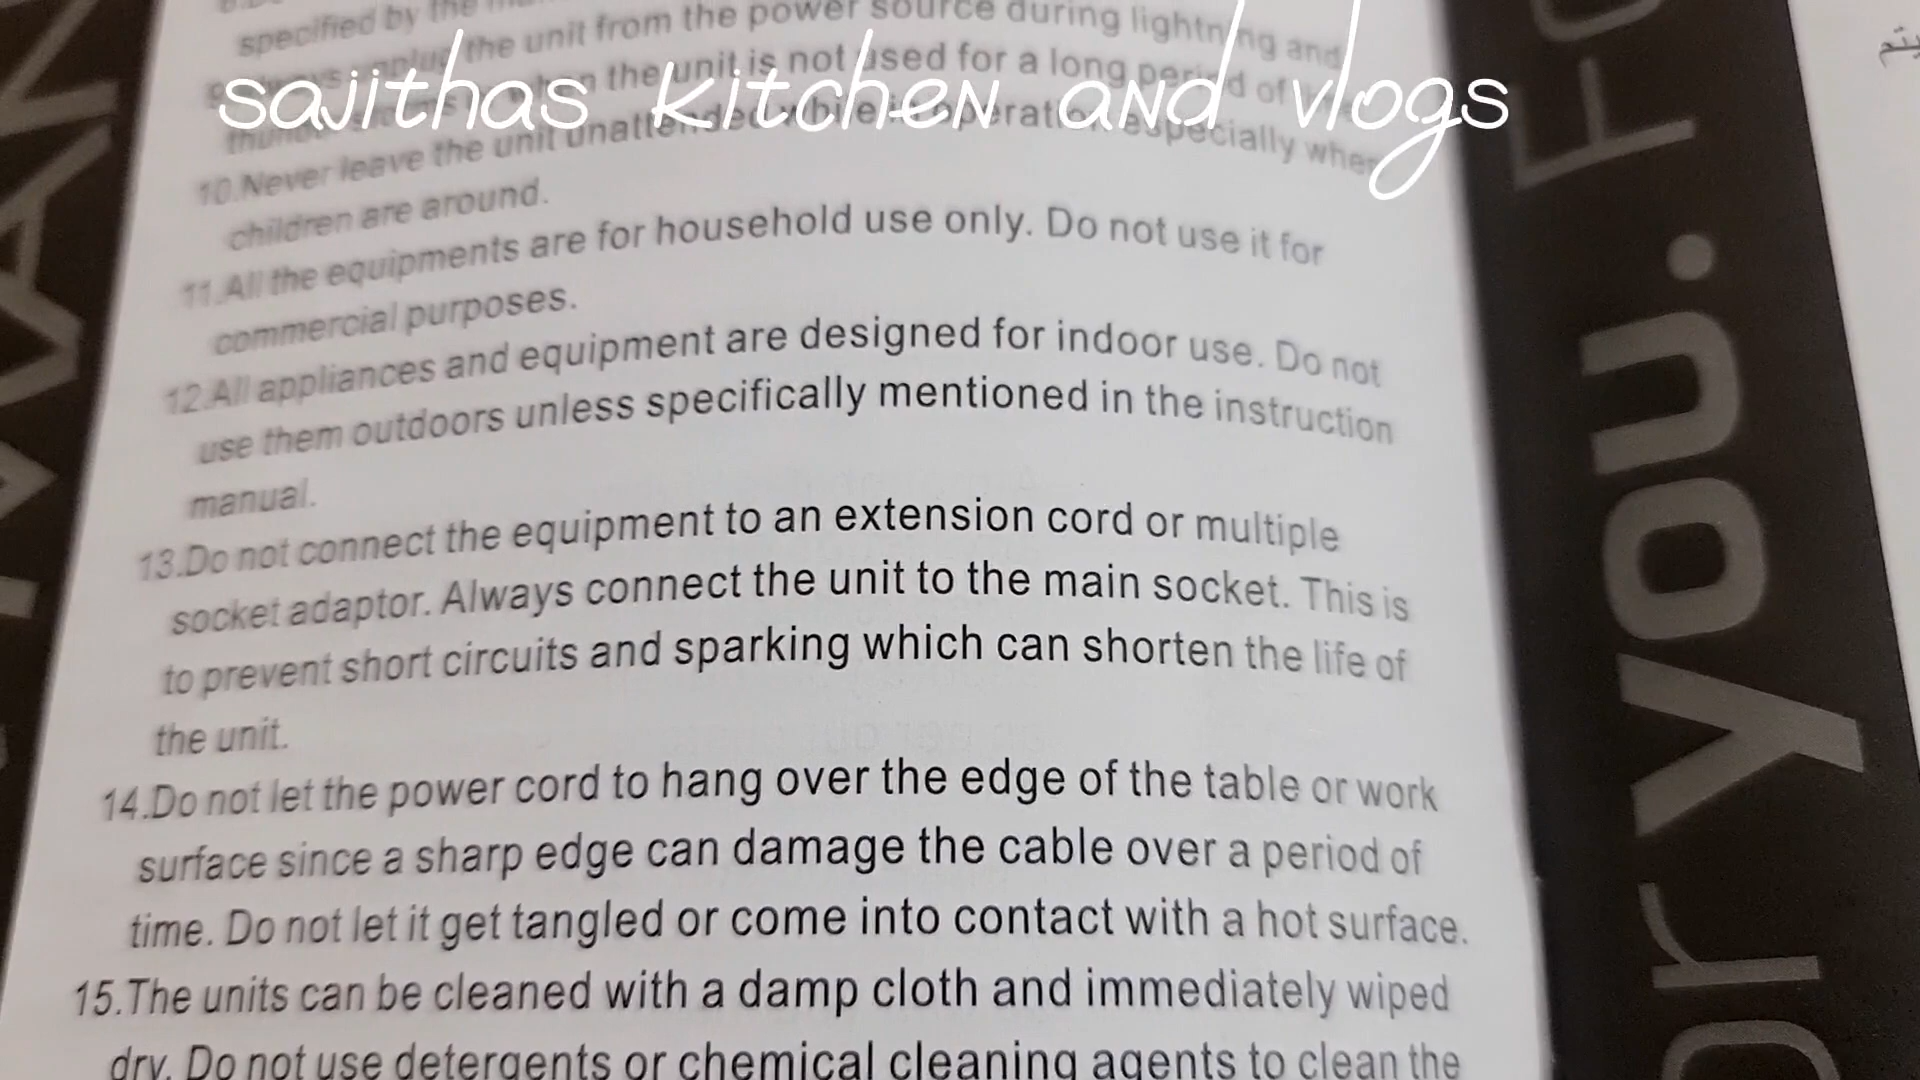 specified by the
the unit from the power source during lightning and
when the unit is not used for a long period of
sajithas kitchen and vlogs
10.Never leave the unit unattended while in operation especially when
children are around.
11.All the equipments are for household use only. Do not use it for
commercial purposes.
12.All appliances and equipment are designed for indoor use. Do not
use them outdoors unless specifically mentioned in the instruction
manual.
13.Do not connect the equipment to an extension cord or multiple
socket adaptor. Always connect the unit to the main socket. This is
to prevent short circuits and sparking which can shorten the life of
the unit.
14.Do not let the power cord to hang over the edge of the table or work
surface since a sharp edge can damage the cable over a period of
time. Do not let it get tangled or come into contact with a hot surface.
15.The units can be cleaned with a damp cloth and immediately wiped
dry. Do not use detergents or chemical cleaning agents to clean the
or you. Fo